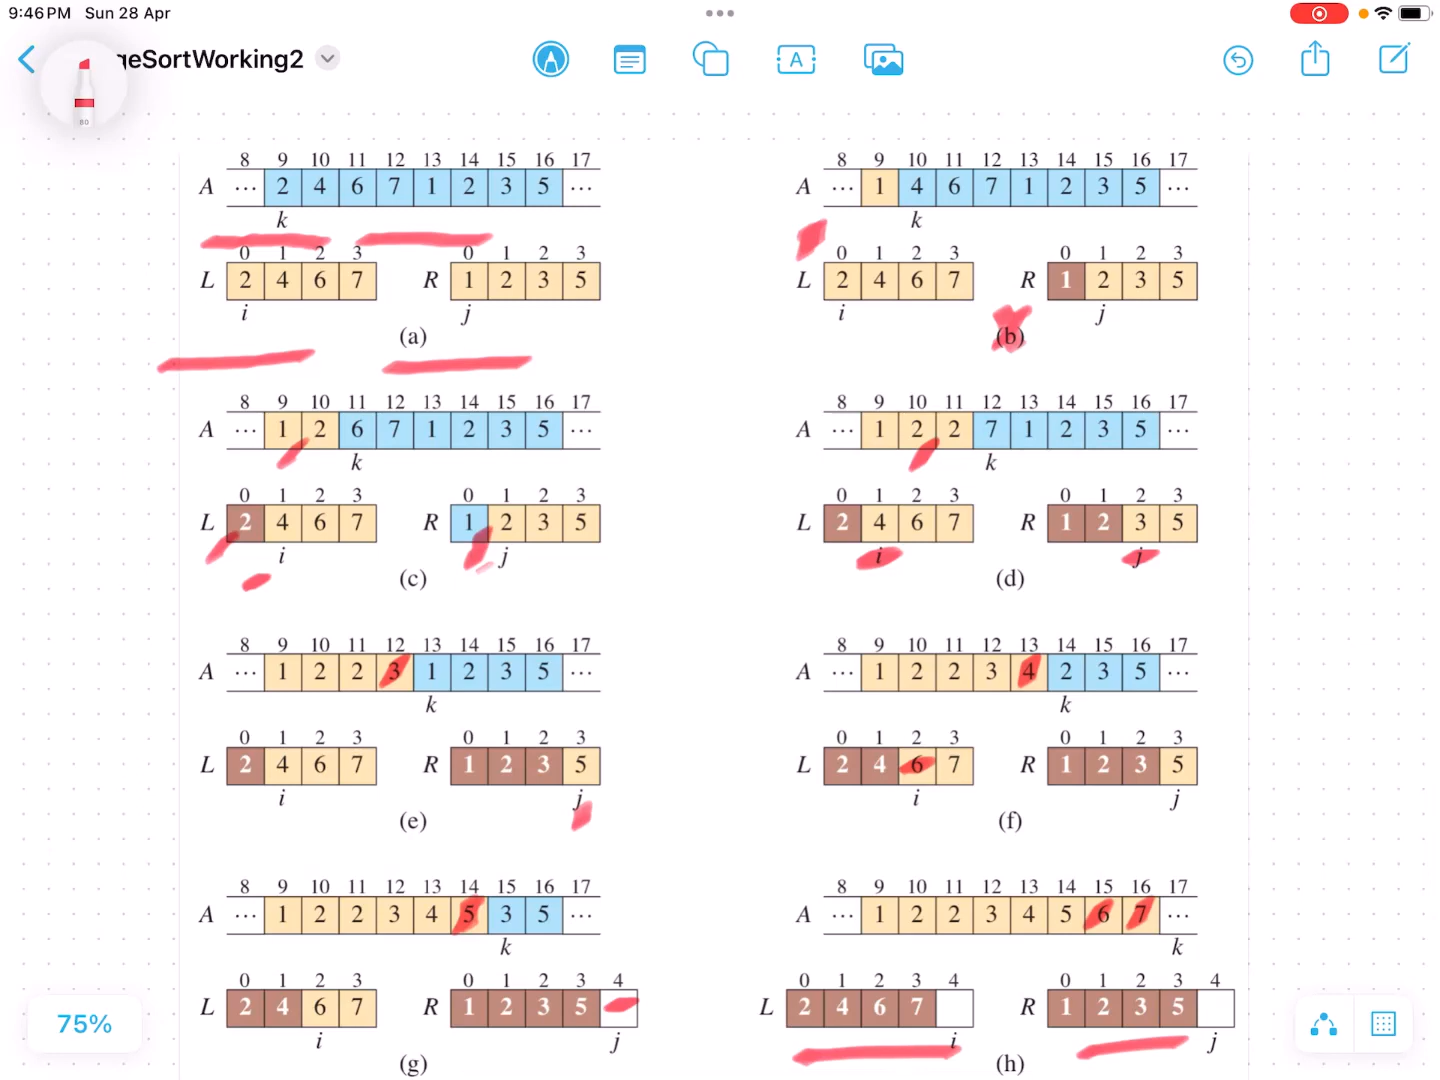 9:46 PM Sun 28 Apr
geSortWorking2
A
80
8 9 10 11 12 13 14 15 16 17
A … 2 4 6 7 1 2 3 5 …
k
0 1 2 3 0 1 2 3
L 2 4 6 7 R 1 2 3 5
i j
(a)
8 9 10 11 12 13 14 15 16 17
A … 1 4 6 7 1 2 3 5 …
k
0 1 2 3 0 1 2 3
L 2 4 6 7 R 1 2 3 5
i j
(b)
8 9 10 11 12 13 14 15 16 17
A … 1 2 6 7 1 2 3 5 …
k
0 1 2 3 0 1 2 3
L 2 4 6 7 R 1 2 3 5
i j
(c)
8 9 10 11 12 13 14 15 16 17
A … 1 2 2 7 1 2 3 5 …
k
0 1 2 3 0 1 2 3
L 2 4 6 7 R 1 2 3 5
i j
(d)
8 9 10 11 12 13 14 15 16 17
A … 1 2 2 3 1 2 3 5 …
k
0 1 2 3 0 1 2 3
L 2 4 6 7 R 1 2 3 5
i j
(e)
8 9 10 11 12 13 14 15 16 17
A … 1 2 2 3 4 2 3 5 …
k
0 1 2 3 0 1 2 3
L 2 4 6 7 R 1 2 3 5
i j
(f)
8 9 10 11 12 13 14 15 16 17
A … 1 2 2 3 4 5 3 5 …
k
0 1 2 3 0 1 2 3 4
L 2 4 6 7 R 1 2 3 5
i j
(g)
8 9 10 11 12 13 14 15 16 17
A … 1 2 2 3 4 5 6 7 …
k
0 1 2 3 4 0 1 2 3 4
L 2 4 6 7 R 1 2 3 5
i j
(h)
75%